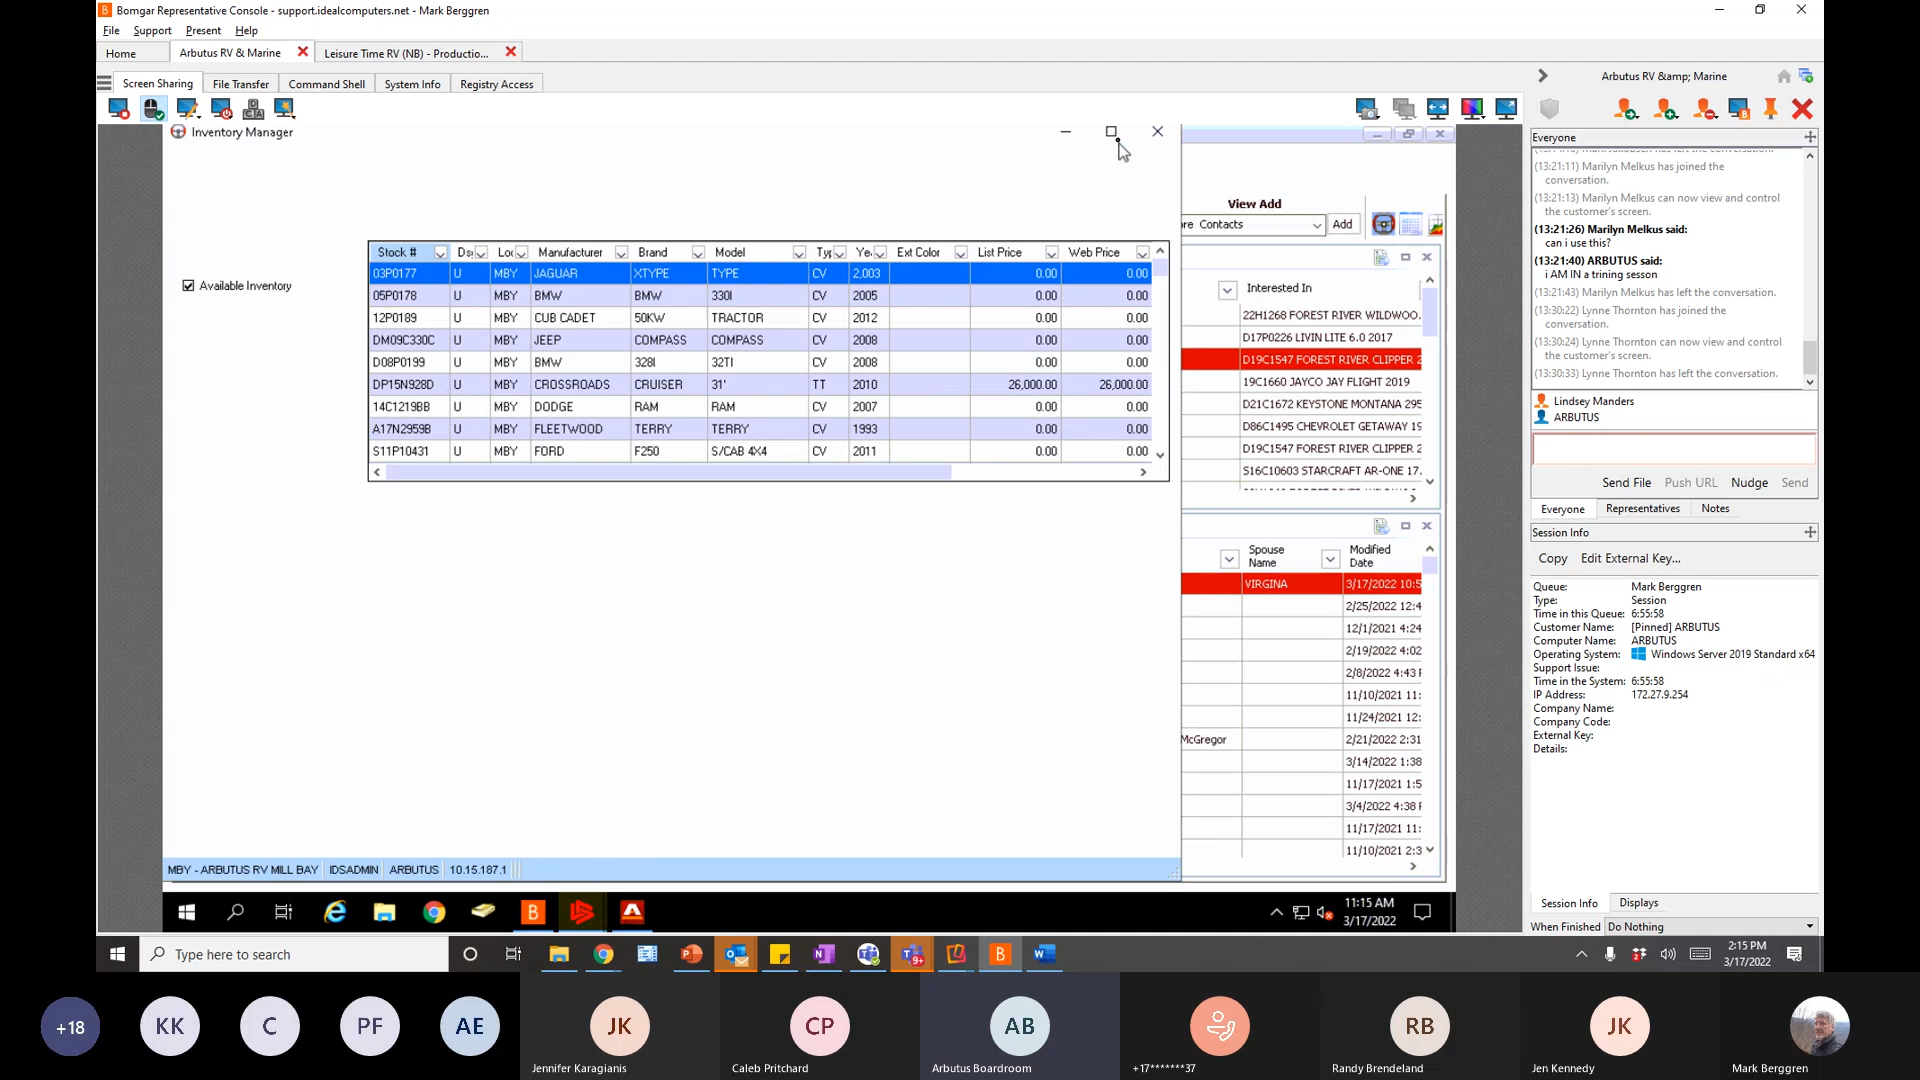 Bomgar Representative Console - support.idealcomputers.net - Mark Berggren
File Support Present Help
Home Arbutus RV & Marine Leisure Time RV (NB) - Productio...
Screen Sharing File Transfer Command Shell System Info Registry Access
Arbutus RV &amp; Marine
Inventory Manager
Available Inventory
Stock # Loc Manufacturer Brand Model Ext Color List Price Web Price
03P0177 U MBY JAGUAR XTYPE TYPE CV 2,003 0.00 0.00
05P0178 U MBY BMW BMW 330I CV 2005 0.00 0.00
12P0189 U MBY CUB CADET 50KW TRACTOR CV 2012 0.00 0.00
DM09C330C U MBY JEEP COMPASS COMPASS CV 2008 0.00 0.00
D08P0199 U MBY BMW 328I 32TI CV 2008 0.00 0.00
DP15N928D U MBY CROSSROADS CRUISER 31' TT 2010 26,000.00 26,000.00
14C1219BB U MBY DODGE RAM RAM CV 2007 0.00 0.00
A17N2959B U MBY FLEETWOOD TERRY TERRY CV 1993 0.00 0.00
S11P10431 U MBY FORD F250 S/CAB 4X4 CV 2011 0.00 0.00
View Add
re Contacts Add
Interested In
22H1268 FOREST RIVER WILDWOO.
D17P0226 LIVIN LITE 6.0 2017
D19C1547 FOREST RIVER CLIPPER 2
19C1660 JAYCO JAY FLIGHT 2019
D21C1672 KEYSTONE MONTANA 295
D86C1495 CHEVROLET GETAWAY 19
D19C1547 FOREST RIVER CLIPPER 2
S16C10603 STARCRAFT AR-ONE 17.
Spouse Name Modified Date
VIRGINA 3/17/2022 10:5
2/25/2022 12:4
12/1/2021 4:24
2/19/2022 4:02
2/8/2022 4:43 P
11/10/2021 11:
11/24/2021 12:
McGregor 2/21/2022 2:31
3/14/2022 1:38
11/17/2021 1:5
3/4/2022 4:38 P
11/17/2021 11:
11/10/2021 2:3
MBY - ARBUTUS RV MILL BAY IDSADMIN ARBUTUS 10.15.187.1
11:15 AM
3/17/2022
Everyone
(13:21:11) Marilyn Melkus has joined the
conversation.
(13:21:13) Marilyn Melkus can now view and control
the customer's screen.
(13:21:26) Marilyn Melkus said:
can i use this?
(13:21:40) ARBUTUS said:
i AM IN a trining sesson
(13:21:43) Marilyn Melkus has left the conversation.
(13:30:22) Lynne Thornton has joined the
conversation.
(13:30:24) Lynne Thornton can now view and control
the customer's screen.
(13:30:33) Lynne Thornton has left the conversation.
Lindsey Manders
ARBUTUS
Send File Push URL Nudge Send
Everyone Representatives Notes
Session Info
Copy Edit External Key...
Queue: Mark Berggren
Type: Session
Time in this Queue: 6:55:58
Customer Name: [Pinned] ARBUTUS
Computer Name: ARBUTUS
Operating System: Windows Server 2019 Standard x64
Support Issue:
Time in the System: 6:55:58
IP Address: 172.27.9.254
Company Name:
Company Code:
External Key:
Details:
Session Info Displays
When Finished Do Nothing
Type here to search
2:15 PM
3/17/2022
+18 KK C PF AE JK CP AB RB JK
Jennifer Karagianis Caleb Pritchard Arbutus Boardroom +17*******37 Randy Brendeland Jen Kennedy Mark Berggren